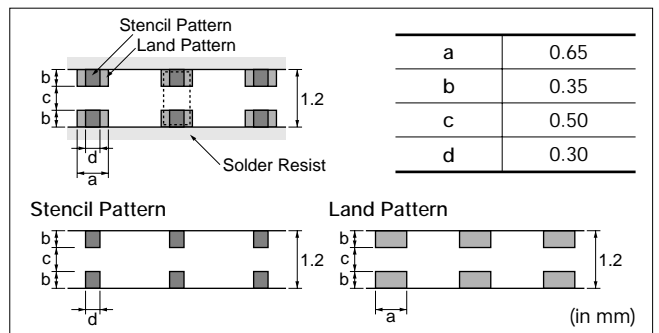 Stencil Pattern
Land Pattern
b
c
b
1.2
d
a
Solder Resist
a 0.65
b 0.35
c 0.50
d 0.30
Stencil Pattern
b
c
b
1.2
d
Land Pattern
b
c
b
1.2
a
(in mm)